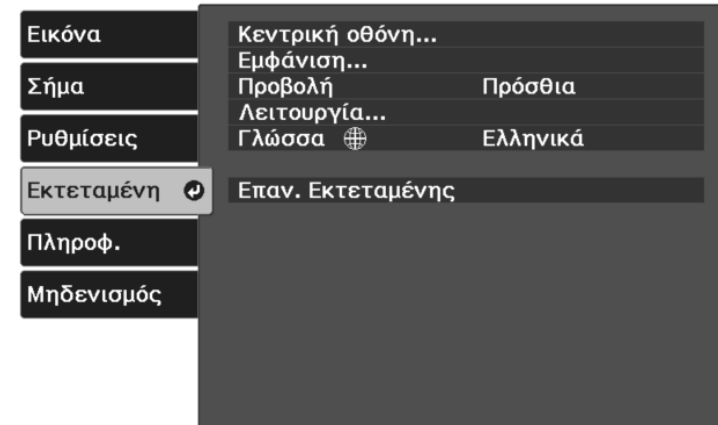 Εικόνα
Σήμα
Ρυθμίσεις
Εκτεταμένη
Πληροφ.
Μηδενισμός
Κεντρική οθόνη...
Εμφάνιση...
Προβολή Πρόσθια
Λειτουργία...
Γλώσσα Ελληνικά
Επαν. Εκτεταμένης